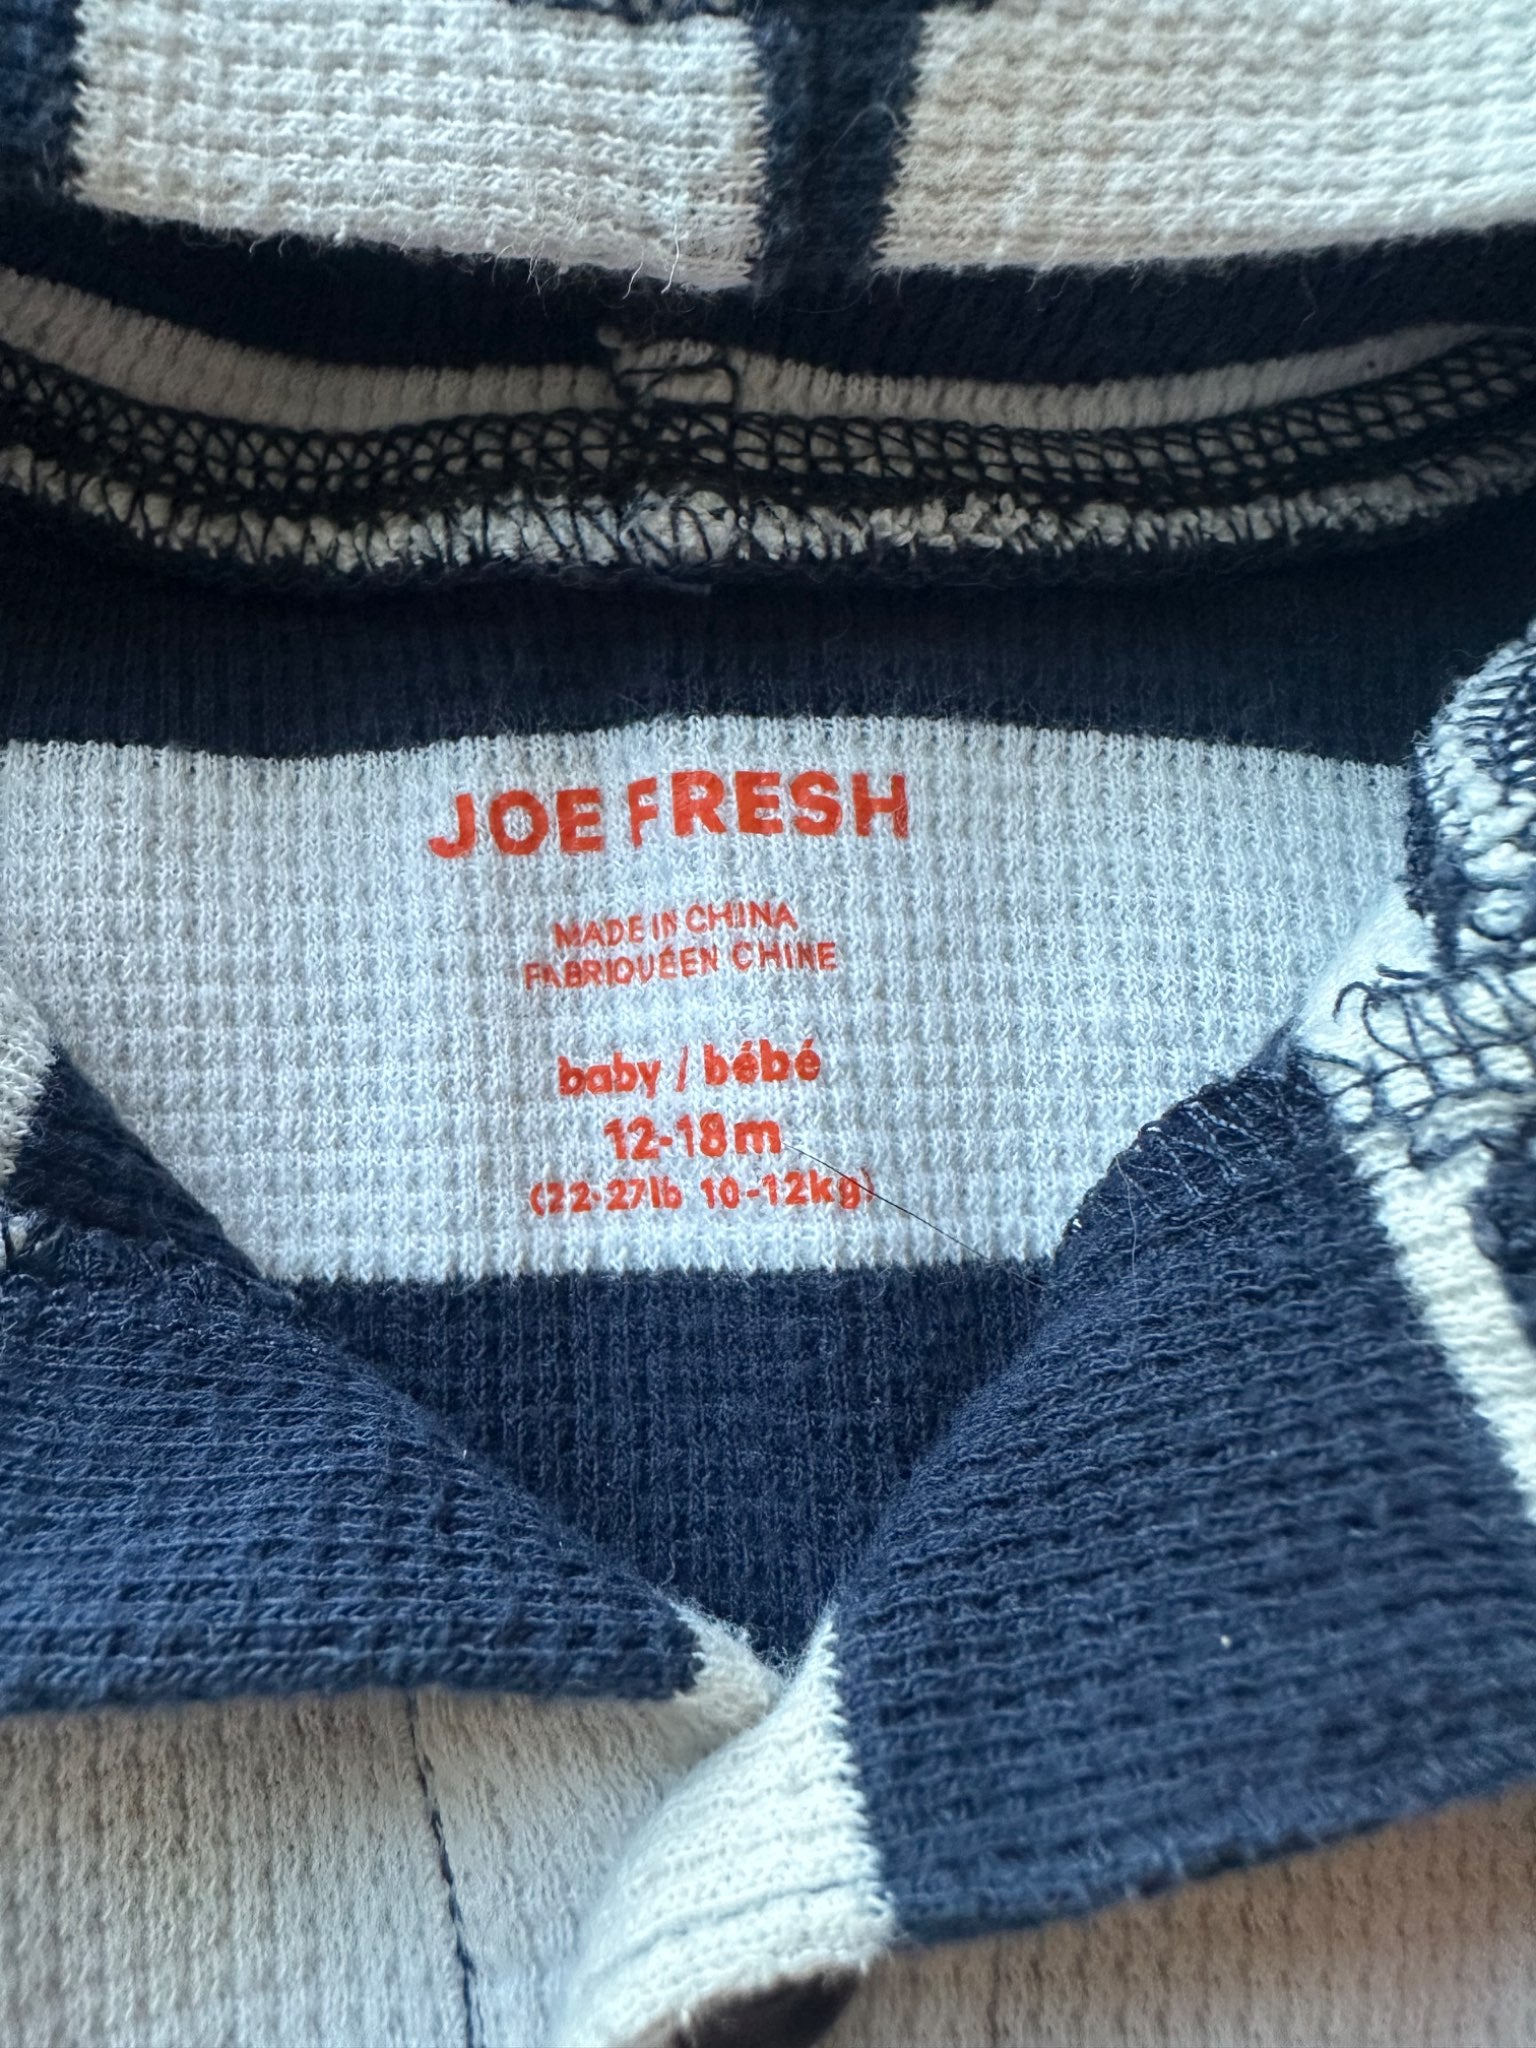 JOE FRESH
MADE IN CHINA
FABRIQUÉ EN CHINE
baby / bébé
12-18m
(22-27lb 10-12kg)